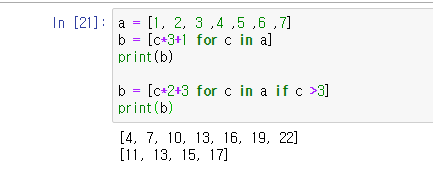 In [21]: a = [1, 2, 3 ,4 ,5 ,6 ,7]
b = [c*3+1 for c in a]
print(b)
b = [c*2+3 for c in a if c >3]
print(b)
[4, 7, 10, 13, 16, 19, 22]
[11, 13, 15, 17]